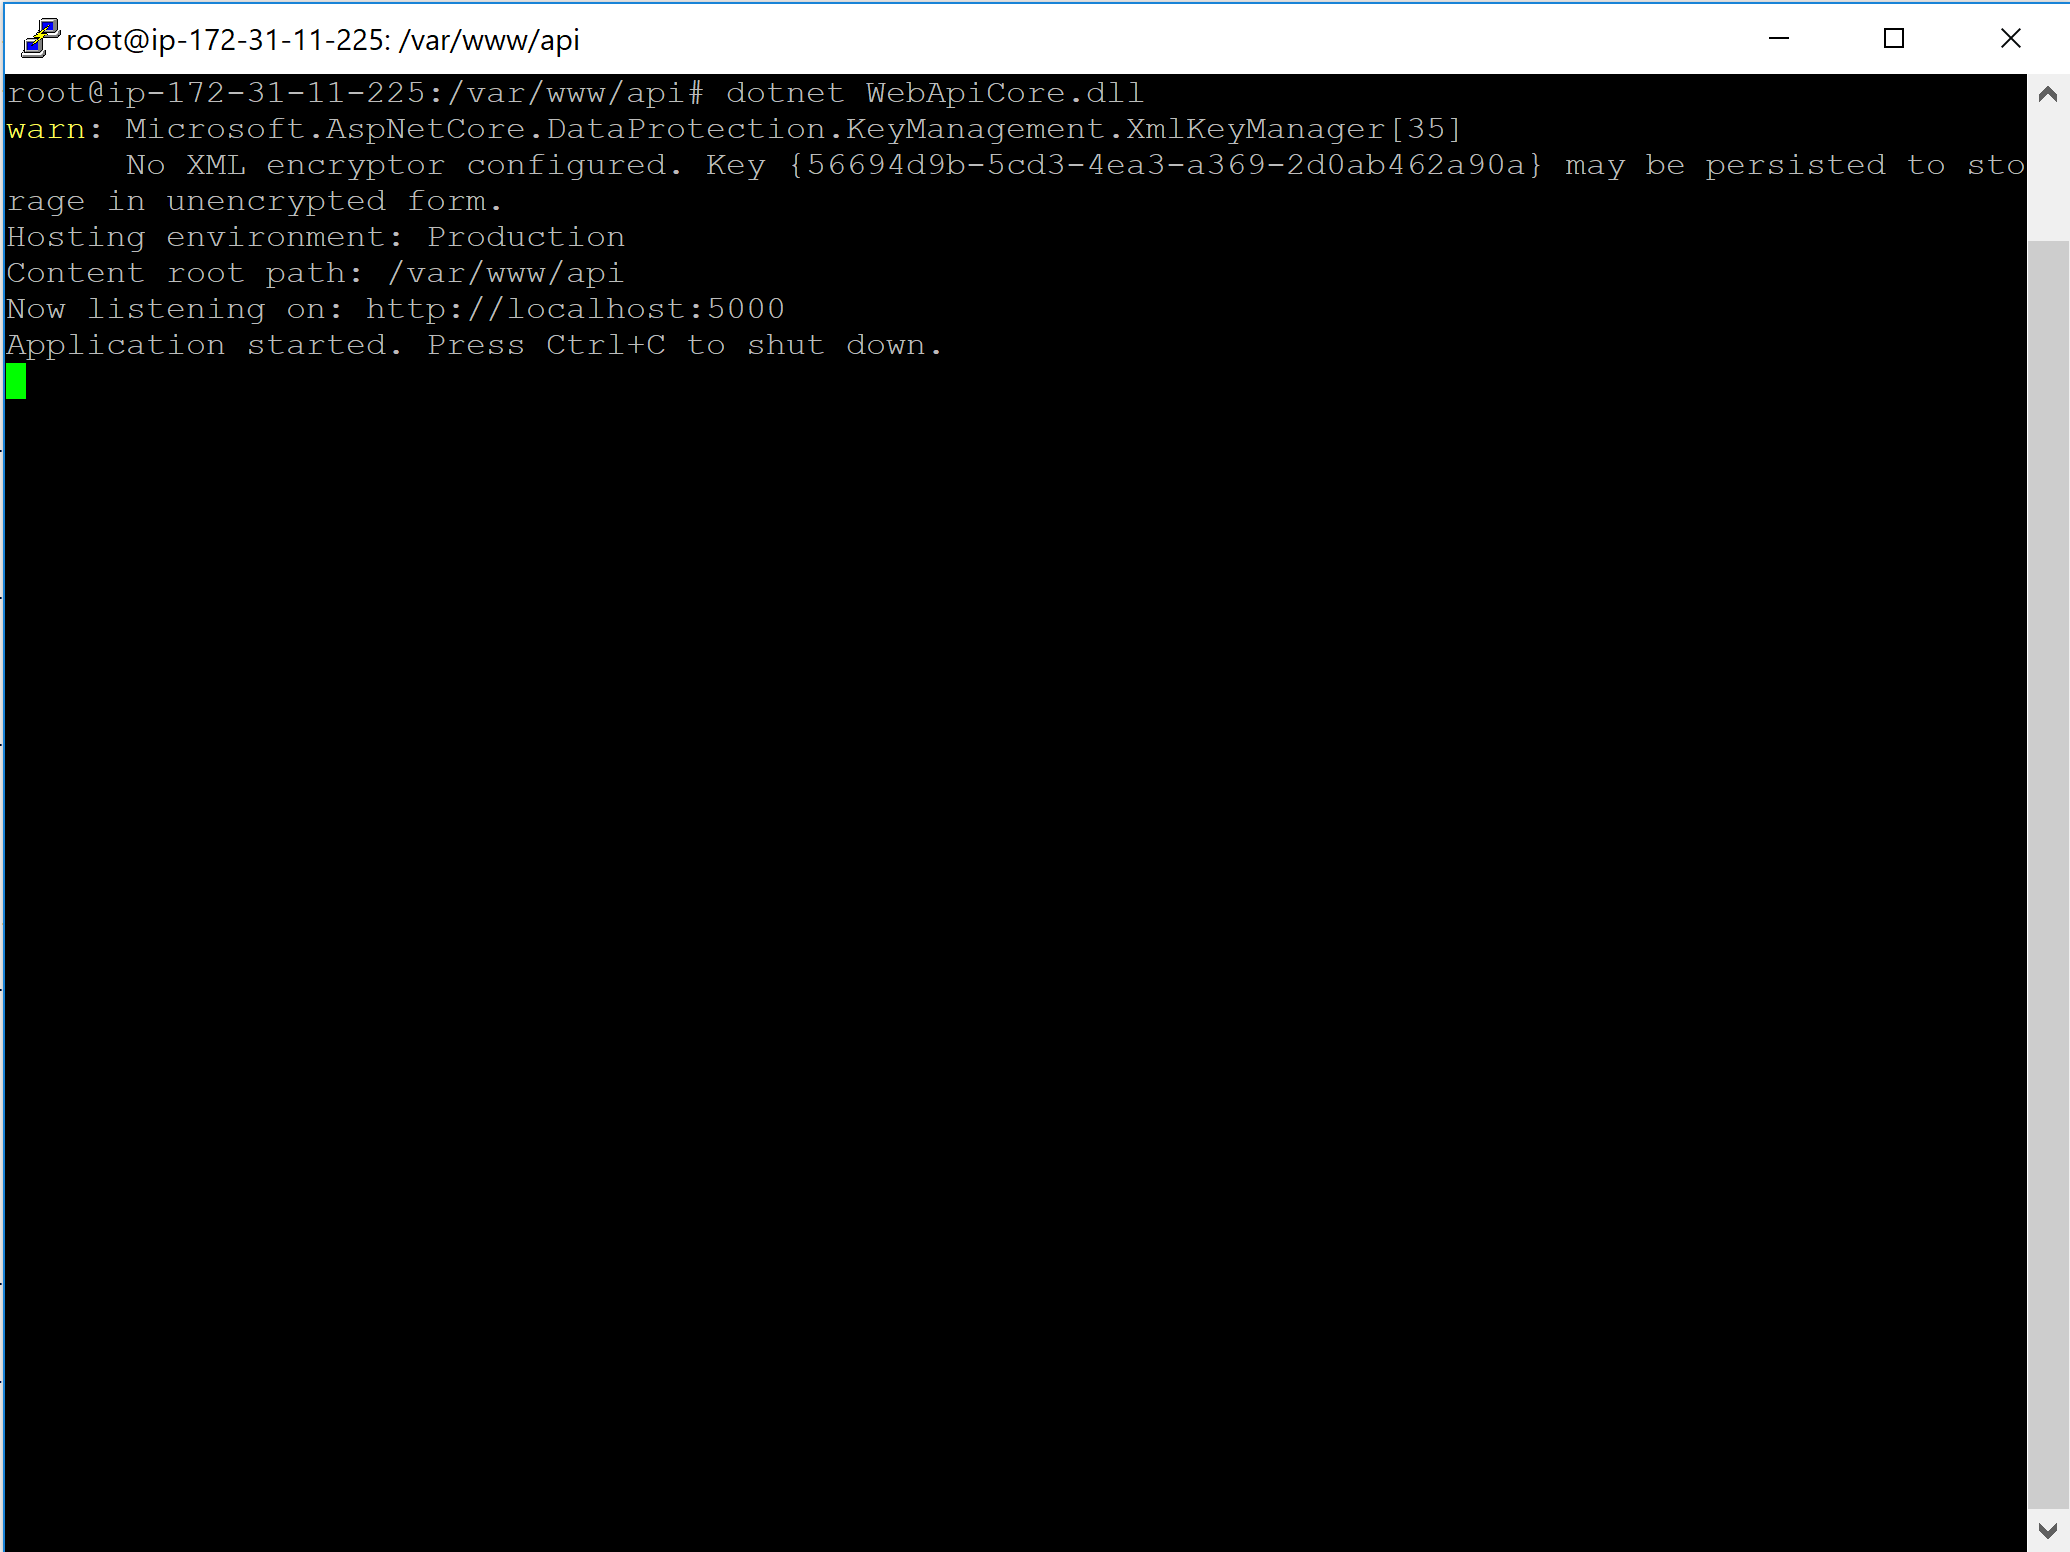 root@ip-172-31-11-225: /var/www/api
root@ip-172-31-11-225:/var/www/api# dotnet WebApiCore.dll
warn: Microsoft.AspNetCore.DataProtection.KeyManagement.XmlKeyManager[35]
      No XML encryptor configured. Key {56694d9b-5cd3-4ea3-a369-2d0ab462a90a} may be persisted to sto
rage in unencrypted form.
Hosting environment: Production
Content root path: /var/www/api
Now listening on: http://localhost:5000
Application started. Press Ctrl+C to shut down.